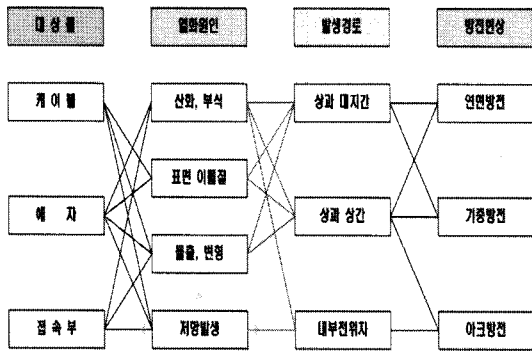 대 상 물 열화원인 발생경로 방전현상
케 이 블 산화, 부식 상과 대지간 연면방전
표면 이물질
애 자 상과 상간 기중방전
돌출, 변형
접 속 부 저항발생 내부전위차 아크방전